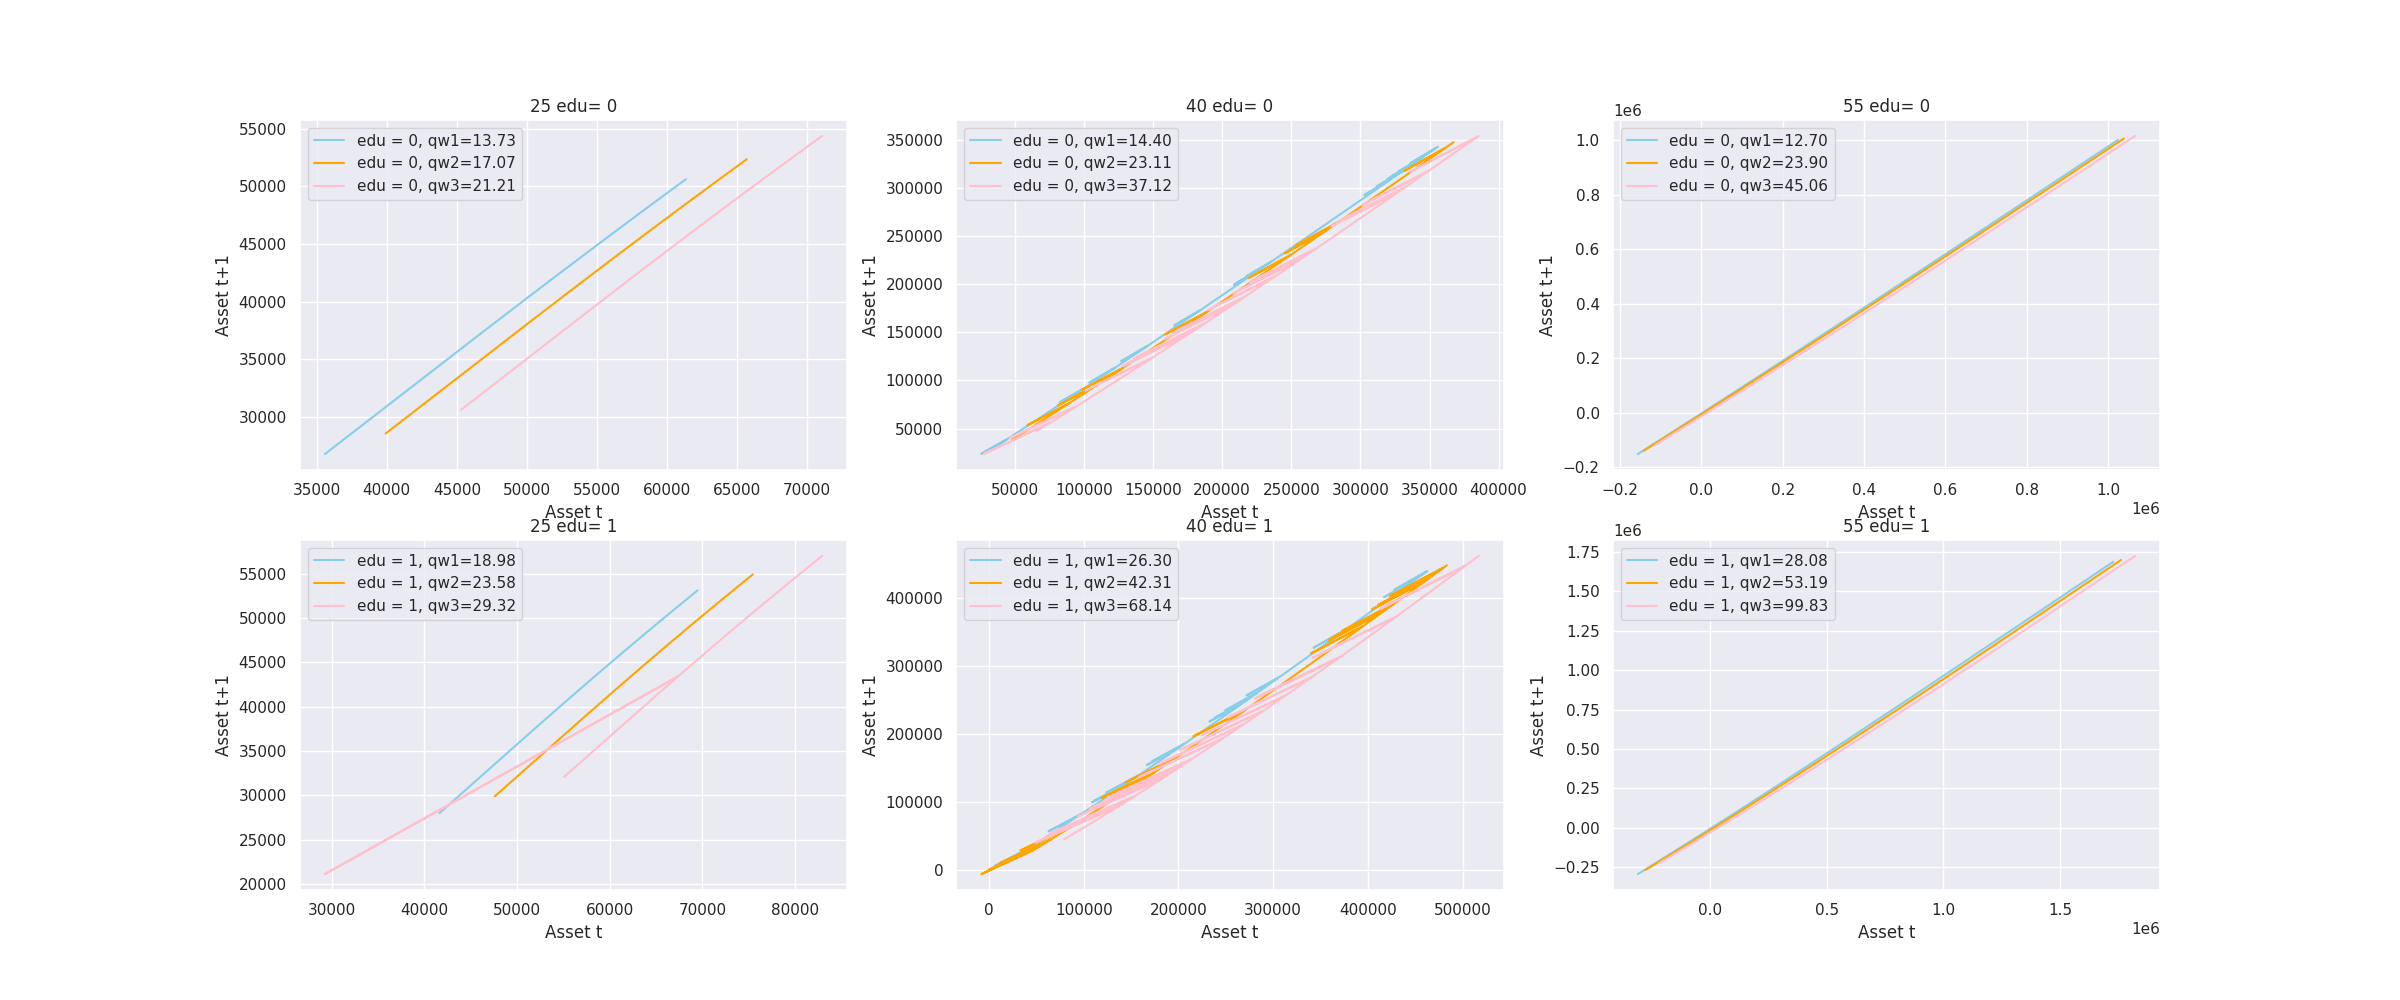 25 edu= 0
edu = 0, qw1=13.73
edu = 0, qw2=17.07
edu = 0, qw3=21.21
55000
50000
45000
40000
35000
30000
Asset t+1
35000 40000 45000 50000 55000 60000 65000 70000
Asset t
40 edu= 0
edu = 0, qw1=14.40
edu = 0, qw2=23.11
edu = 0, qw3=37.12
350000
300000
250000
200000
150000
100000
50000
Asset t+1
50000 100000 150000 200000 250000 300000 350000 400000
Asset t
55 edu= 0
1e6
edu = 0, qw1=12.70
edu = 0, qw2=23.90
edu = 0, qw3=45.06
1.0
0.8
0.6
0.4
0.2
0.0
−0.2
Asset t+1
−0.2 0.0 0.2 0.4 0.6 0.8 1.0
1e6
Asset t
25 edu= 1
edu = 1, qw1=18.98
edu = 1, qw2=23.58
edu = 1, qw3=29.32
55000
50000
45000
40000
35000
30000
25000
20000
Asset t+1
30000 40000 50000 60000 70000 80000
Asset t
40 edu= 1
edu = 1, qw1=26.30
edu = 1, qw2=42.31
edu = 1, qw3=68.14
400000
300000
200000
100000
0
Asset t+1
0 100000 200000 300000 400000 500000
Asset t
55 edu= 1
1e6
edu = 1, qw1=28.08
edu = 1, qw2=53.19
edu = 1, qw3=99.83
1.75
1.50
1.25
1.00
0.75
0.50
0.25
0.00
−0.25
Asset t+1
0.0 0.5 1.0 1.5
1e6
Asset t